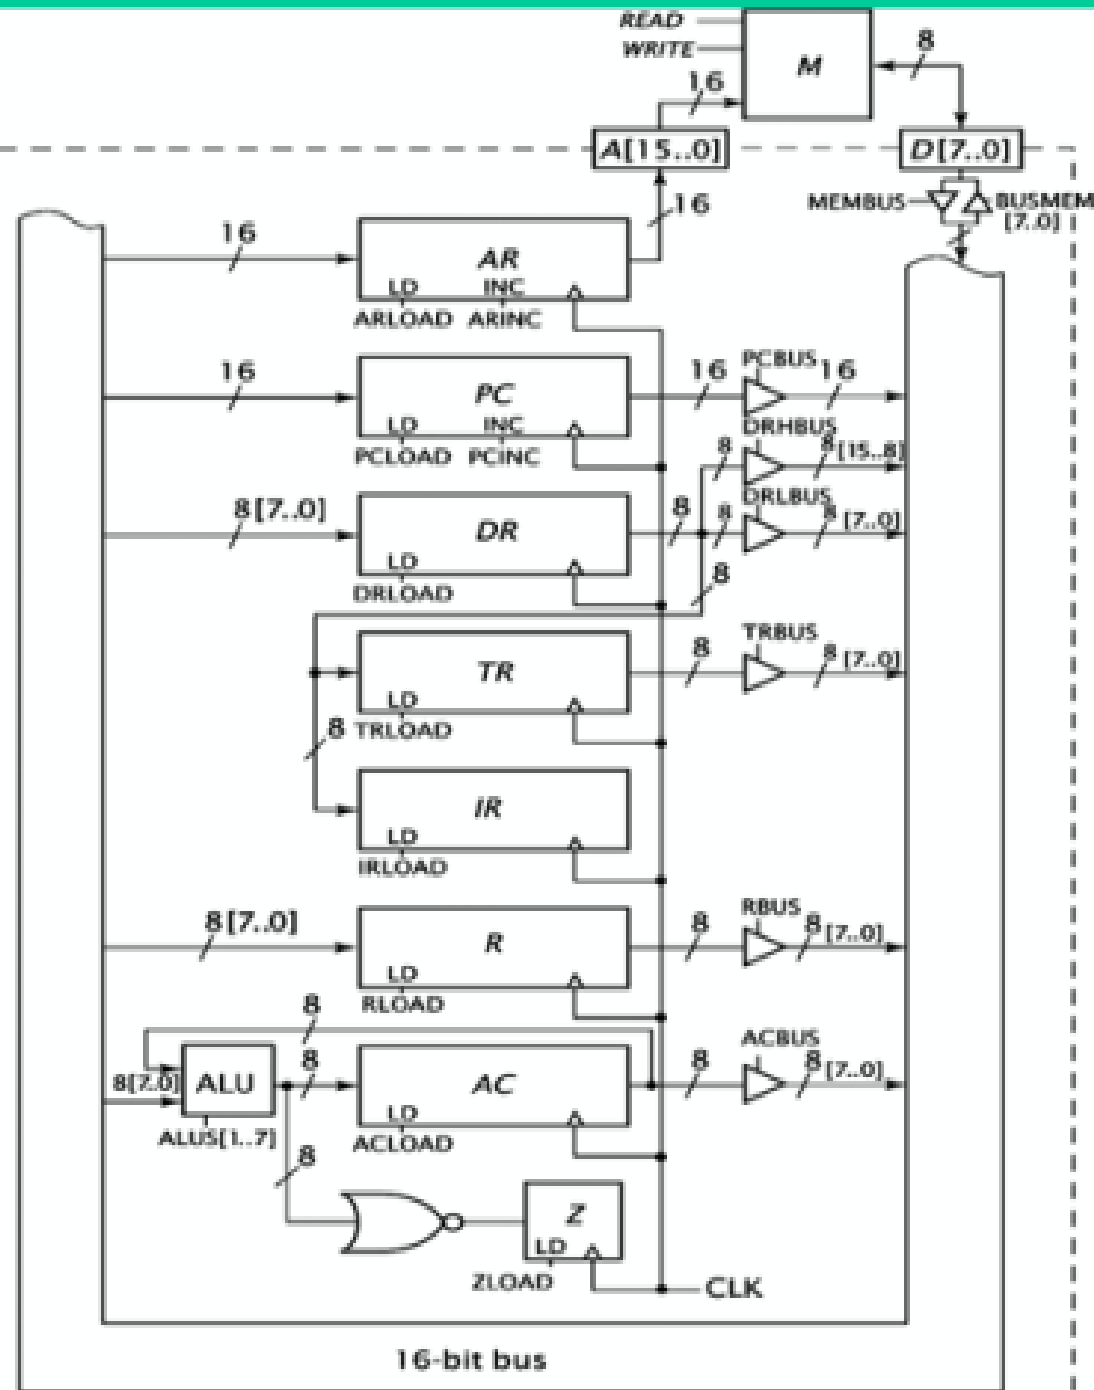 READ
WRITE
M
8
16
A[15..0]
D[7..0]
MEMBUS
BUSMEM
[7..0]
16
16
AR
LD INC
ARLOAD ARINC
16
PC
LD INC
PCLOAD PCINC
16
PCBUS
16
DRHBUS
8
8
[15..8]
DRLBUS
8 [7..0]
DR
LD
DRLOAD
8
8
8
[7..0]
8
TR
LD
TRLOAD
8
TRBUS
8
[7..0]
8
IR
LD
IRLOAD
8 [7..0]
R
LD
RLOAD
8
RBUS
8
[7..0]
8
8[7..0]
ALU
ALUS[1..7]
8
AC
LD
ACLOAD
8
ACBUS
8
[7..0]
8
Z
LD
ZLOAD
CLK
16-bit bus